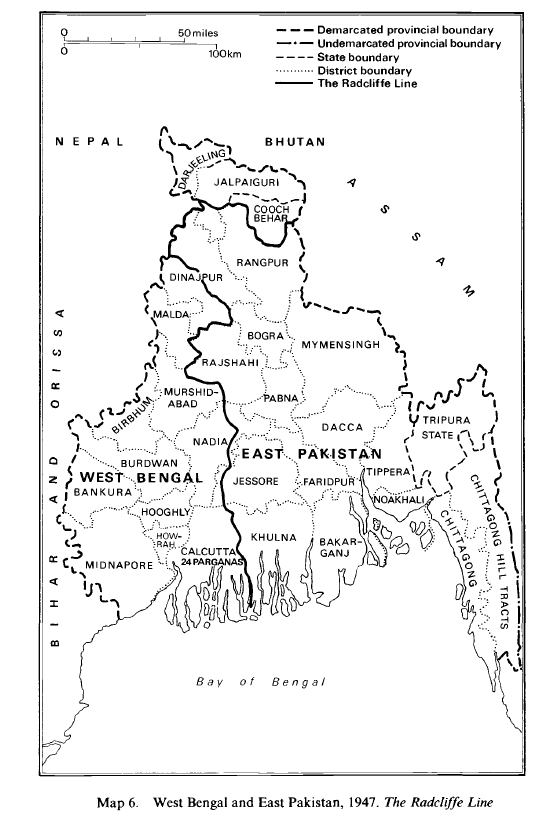 0 50 miles
0 100 km
Demarcated provincial boundary
Undemarcated provincial boundary
State boundary
District boundary
The Radcliffe Line
NEPAL
BHUTAN
ASSAM
DARJEELING
JALPAIGURI
COOCH
BEHAR
RANGPUR
DINAJPUR
MALDA
BOGRA
MYMENSINGH
RAJSHAHI
BIHAR AND ORISSA
MURSHID-
ABAD
PABNA
BIRBHUM
DACCA
TRIPURA
STATE
NADIA
EAST PAKISTAN
BURDWAN
WEST BENGAL
TIPPERA
BANKURA
JESSORE
FARIDPUR
NOAKHALI
HOOGHLY
CHITTAGONG
CHITTAGONG HILL TRACTS
HOW-
RAH
KHULNA
BAKAR-
GANJ
CALCUTTA
24 PARGANAS
MIDNAPORE
Bay of Bengal
Map 6. West Bengal and East Pakistan, 1947. The Radcliffe Line